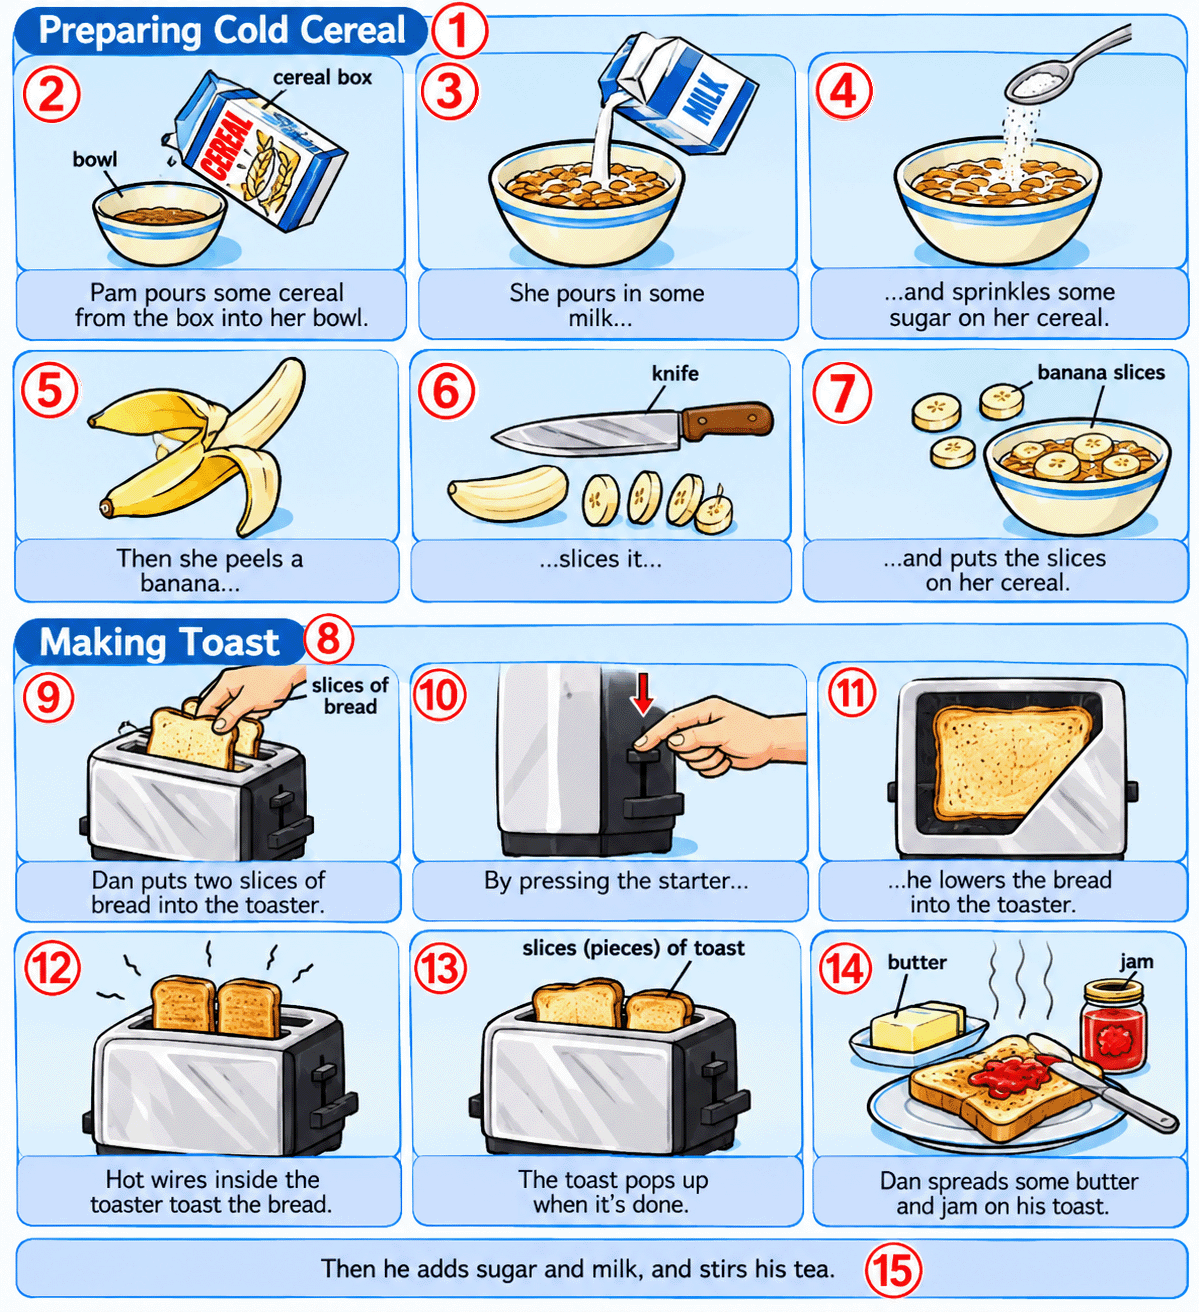 Preparing Cold Cereal 1
2
cereal box
bowl
CEREAL
Pam pours some cereal
from the box into her bowl.
3
MILK
She pours in some
milk...
4
...and sprinkles some
sugar on her cereal.
5
Then she peels a
banana...
6
knife
...slices it...
7
banana slices
...and puts the slices
on her cereal.
Making Toast 8
9
slices of
bread
Dan puts two slices of
bread into the toaster.
10
By pressing the starter...
11
...he lowers the bread
into the toaster.
12
Hot wires inside the
toaster toast the bread.
13
slices (pieces) of toast
The toast pops up
when it's done.
14
butter
jam
Dan spreads some butter
and jam on his toast.
Then he adds sugar and milk, and stirs his tea. 15